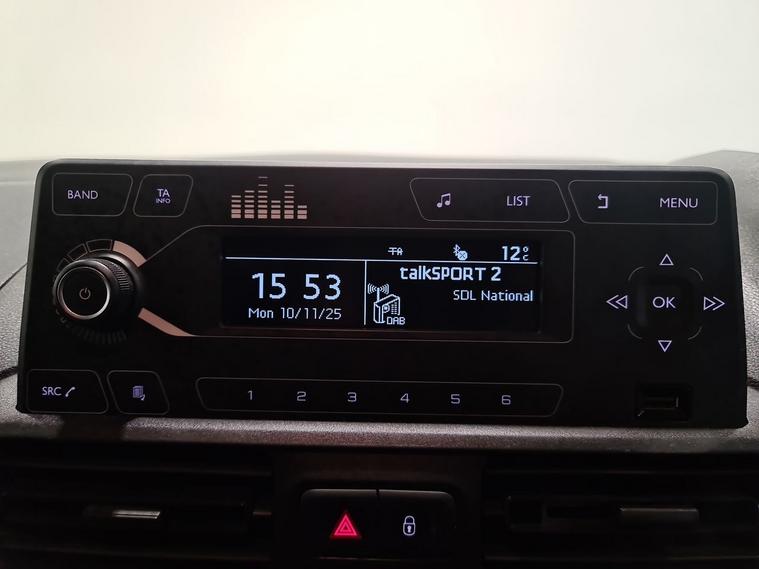 BAND
TA
INFO
LIST
MENU
TA
12°C
15 53
Mon 10/11/25
talkSPORT 2
SDL National
DAB
OK
SRC
1 2 3 4 5 6